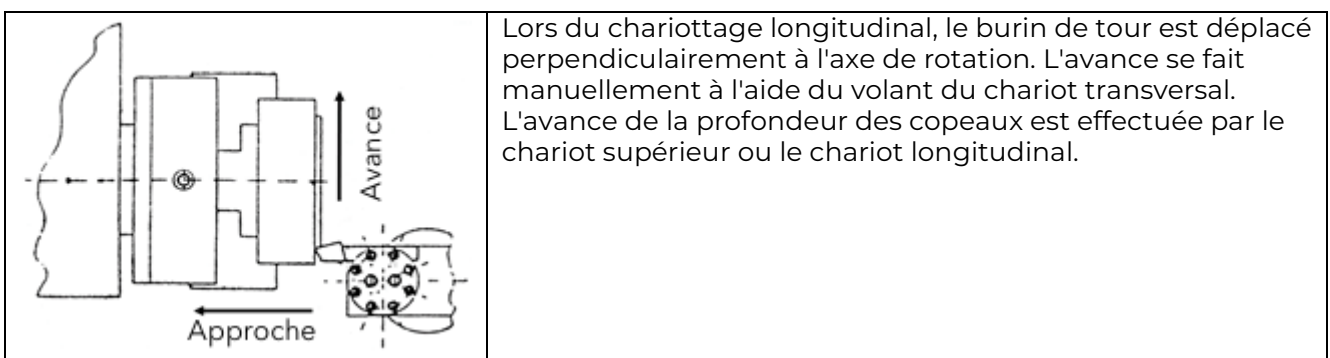 Lors du chariottage longitudinal, le burin de tour est déplacé
perpendiculairement à l'axe de rotation. L'avance se fait
manuellement à l'aide du volant du chariot transversal.
L'avance de la profondeur des copeaux est effectuée par le
chariot supérieur ou le chariot longitudinal.
Avance
Approche